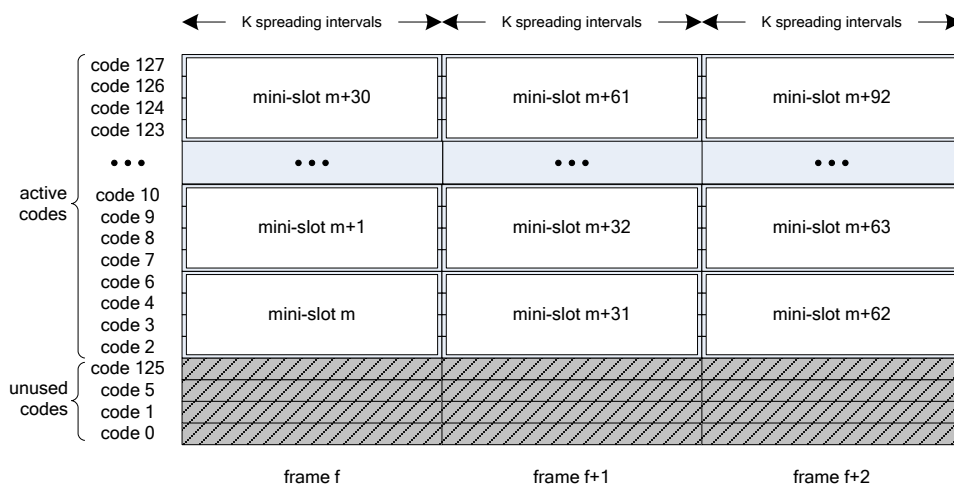 K spreading intervals K spreading intervals K spreading intervals
code 127
code 126
code 124
code 123
mini-slot m+30 mini-slot m+61 mini-slot m+92
••• ••• ••• •••
active
codes
code 10
code 9
code 8
code 7
mini-slot m+1 mini-slot m+32 mini-slot m+63
code 6
code 4
code 3
code 2
mini-slot m mini-slot m+31 mini-slot m+62
unused
codes
code 125
code 5
code 1
code 0
frame f frame f+1 frame f+2